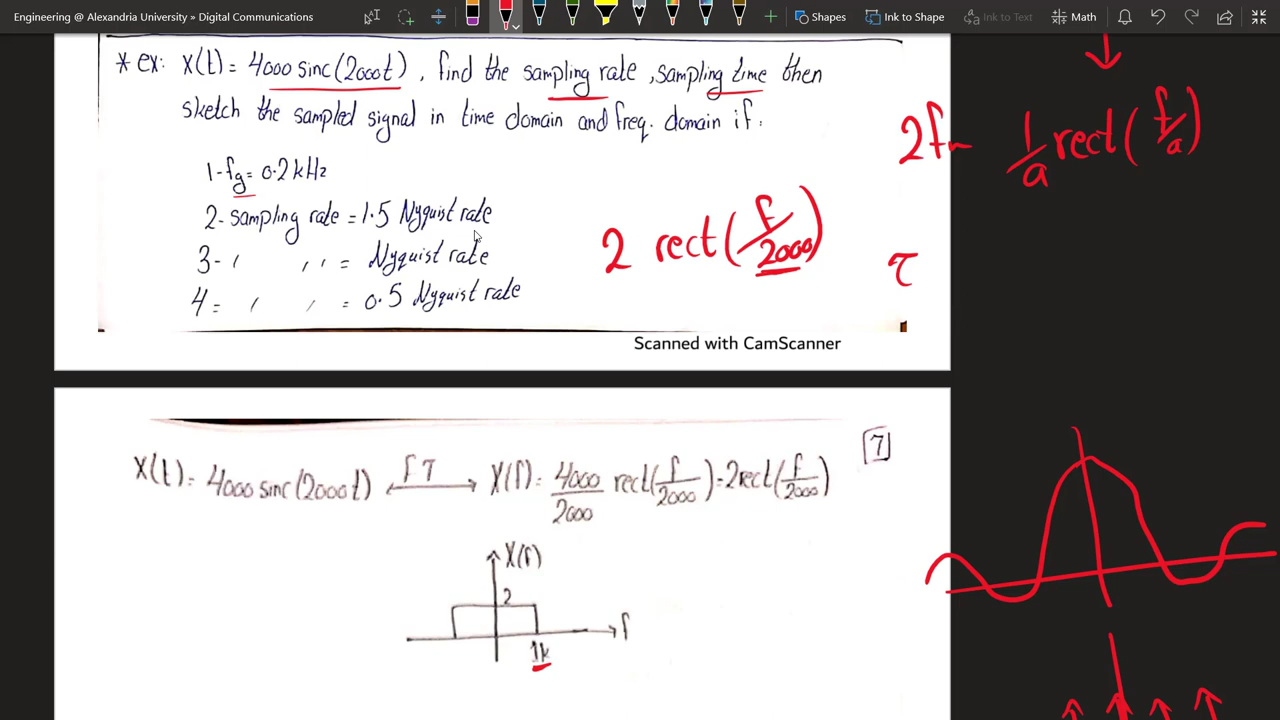 Engineering @ Alexandria University » Digital Communications
Shapes
Ink to Shape
Ink to Text
Math
* ex: x(t) = 4000 sinc(2000t), find the sampling rate, sampling time then
sketch the sampled signal in time domain and freq. domain if:
1- fg = 0.2 kHz
2- sampling rate = 1.5 Nyquist rate
3- ′ ′ ′ = Nyquist rate
4= ′ ′ = 0.5 Nyquist rate
2 rect(f/2000)
2fm
1/a rect(f/a)
τ
Scanned with CamScanner
7
X(t) = 4000 sinc(2000t) FT X(f) = 4000/2000 rect(f/2000) = 2rect(f/2000)
X(f)
2
f
1k